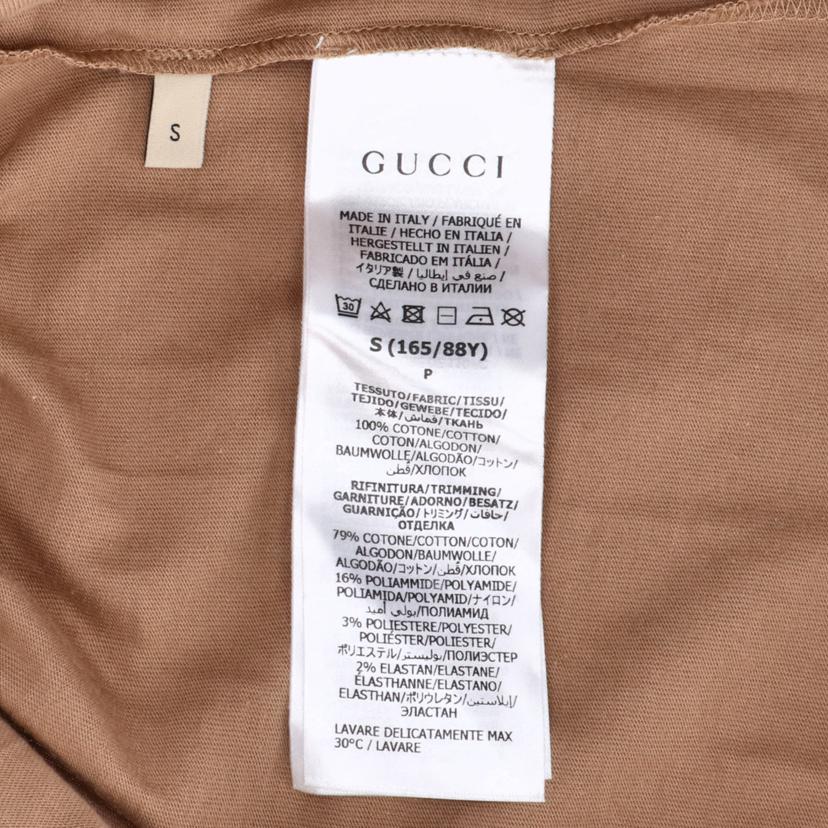 S
GUCCI
MADE IN ITALY / FABRIQUÉ EN
ITALIE / HECHO EN ITALIA /
HERGESTELLT IN ITALIEN /
FABRICADO EM ITÁLIA /
イタリア製 / صنع في إيطاليا /
СДЕЛАНО В ИТАЛИИ
30
S (165/88Y)
P
TESSUTO/FABRIC/TISSU/
TEJIDO/GEWEBE/TECIDO/
本体/قماش/ТКАНЬ
100% COTONE/COTTON/
COTON/ALGODON/
BAUMWOLLE/ALGODÃO/コットン/
قطن/ХЛОПОК
RIFINITURA/TRIMMING/
GARNITURE/ADORNO/BESATZ/
GUARNIÇÃO/トリミング/حافات/
ОТДЕЛКА
79% COTONE/COTTON/COTON/
ALGODON/BAUMWOLLE/
ALGODÃO/コットン/قطن/ХЛОПОК
16% POLIAMMIDE/POLYAMIDE/
POLIAMIDA/POLYAMID/ナイロン/
بولي أميد/ПОЛИАМИД
3% POLIESTERE/POLYESTER/
POLIÉSTER/POLIESTER/
ポリエステル/بوليستر/ПОЛИЭСТЕР
2% ELASTAN/ELASTANE/
ÉLASTHANNE/ELASTANO/
ELASTHAN/ポリウレタン/إيلاستين/
ЭЛАСТАН
LAVARE DELICATAMENTE MAX
30°C / LAVARE